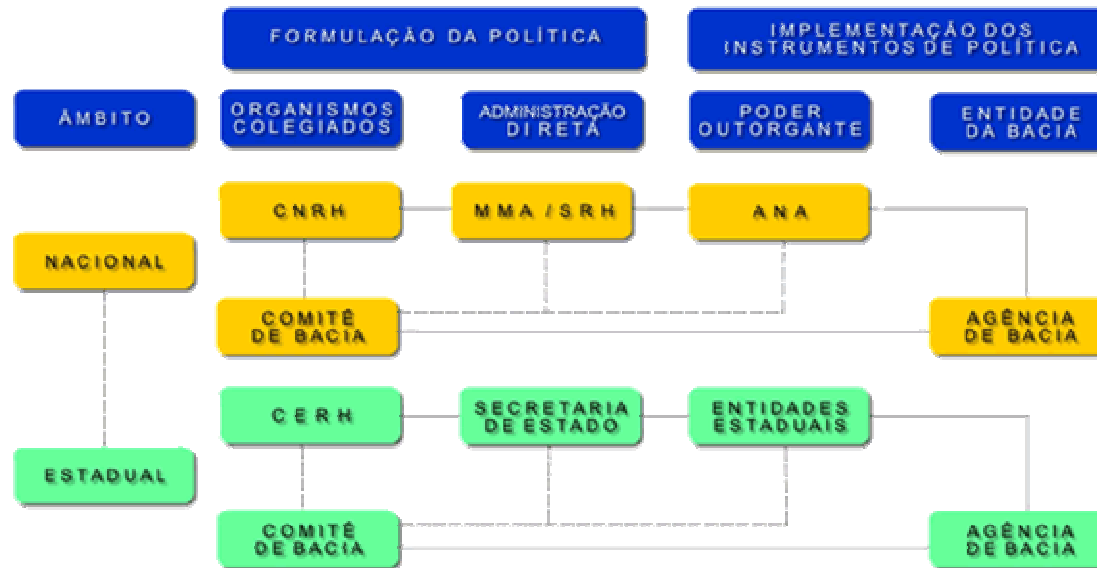 FORMULAÇÃO DA POLÍTICA
IMPLEMENTAÇÃO DOS
INSTRUMENTOS DE POLÍTICA
ÂMBITO
ORGANISMOS
COLEGIADOS
ADMINISTRAÇÃO
DIRETA
PODER
OUTORGANTE
ENTIDADE
DA BACIA
NACIONAL
CNRH
MMA / SRH
ANA
COMITÊ
DE BACIA
AGÊNCIA
DE BACIA
ESTADUAL
CERH
SECRETARIA
DE ESTADO
ENTIDADES
ESTADUAIS
COMITÊ
DE BACIA
AGÊNCIA
DE BACIA